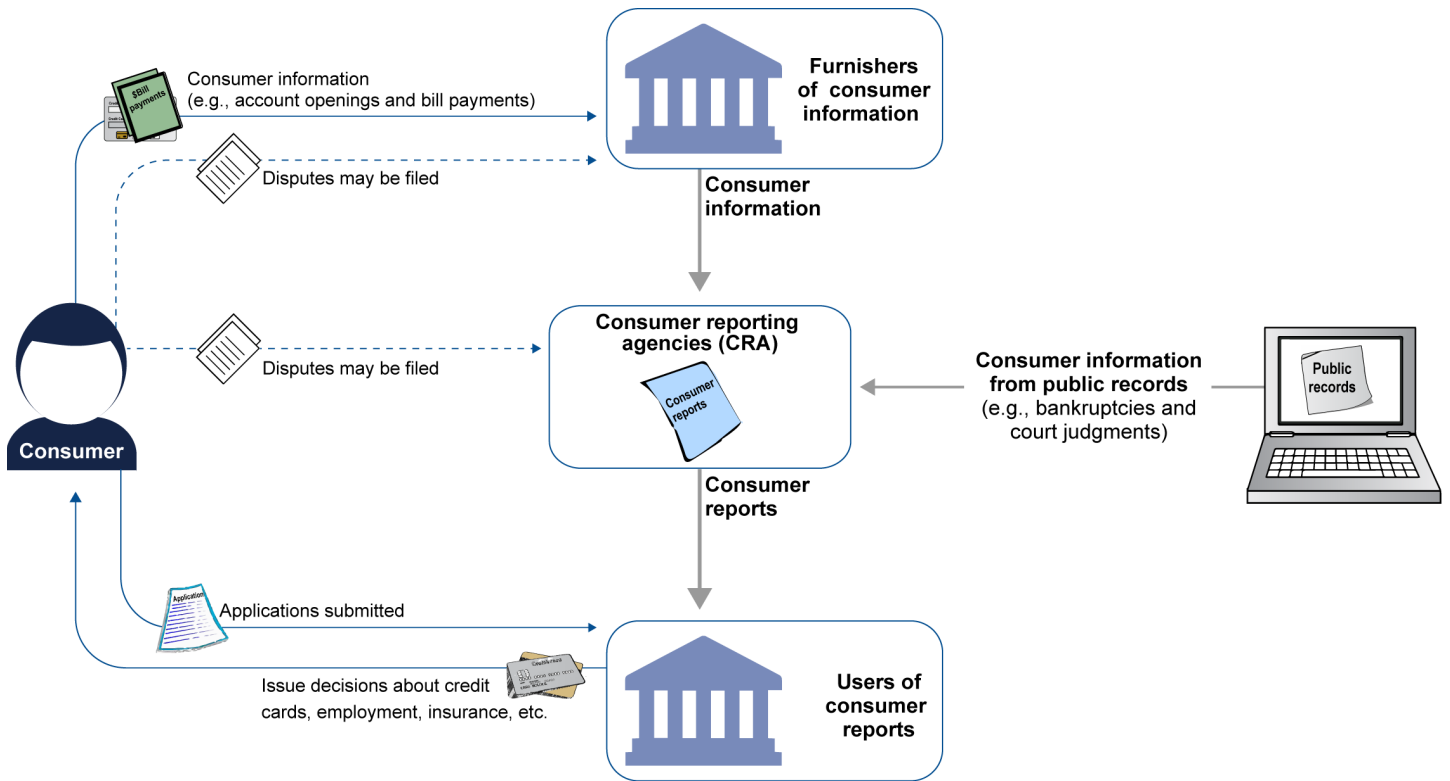 Consumer information
(e.g., account openings and bill payments)
$Bill
payments
Furnishers
of consumer
information
Disputes may be filed
Consumer
information
Consumer reporting
agencies (CRA)
Consumer
reports
Disputes may be filed
Consumer information
from public records
(e.g., bankruptcies and
court judgments)
Public
records
Consumer
Consumer
reports
Application
Applications submitted
Issue decisions about credit
cards, employment, insurance, etc.
Users of
consumer
reports